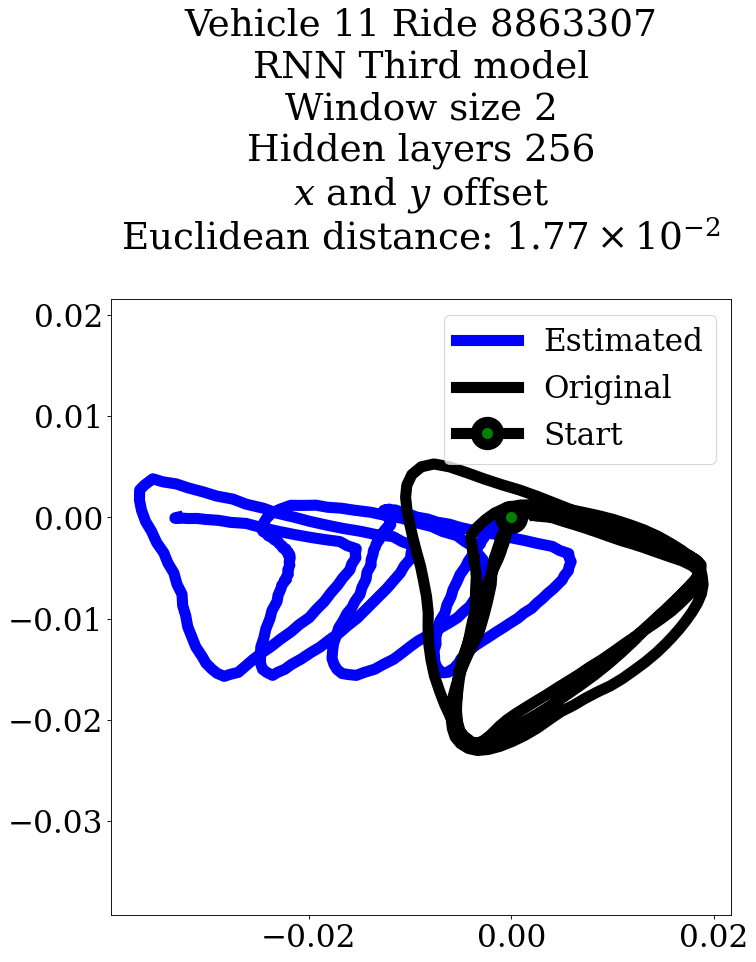 Vehicle 11 Ride 8863307
RNN Third model
Window size 2
Hidden layers 256
x and y offset
Euclidean distance: 1.77 × 10⁻²
Estimated
Original
Start
0.02
0.01
0.00
−0.01
−0.02
−0.03
−0.02 0.00 0.02